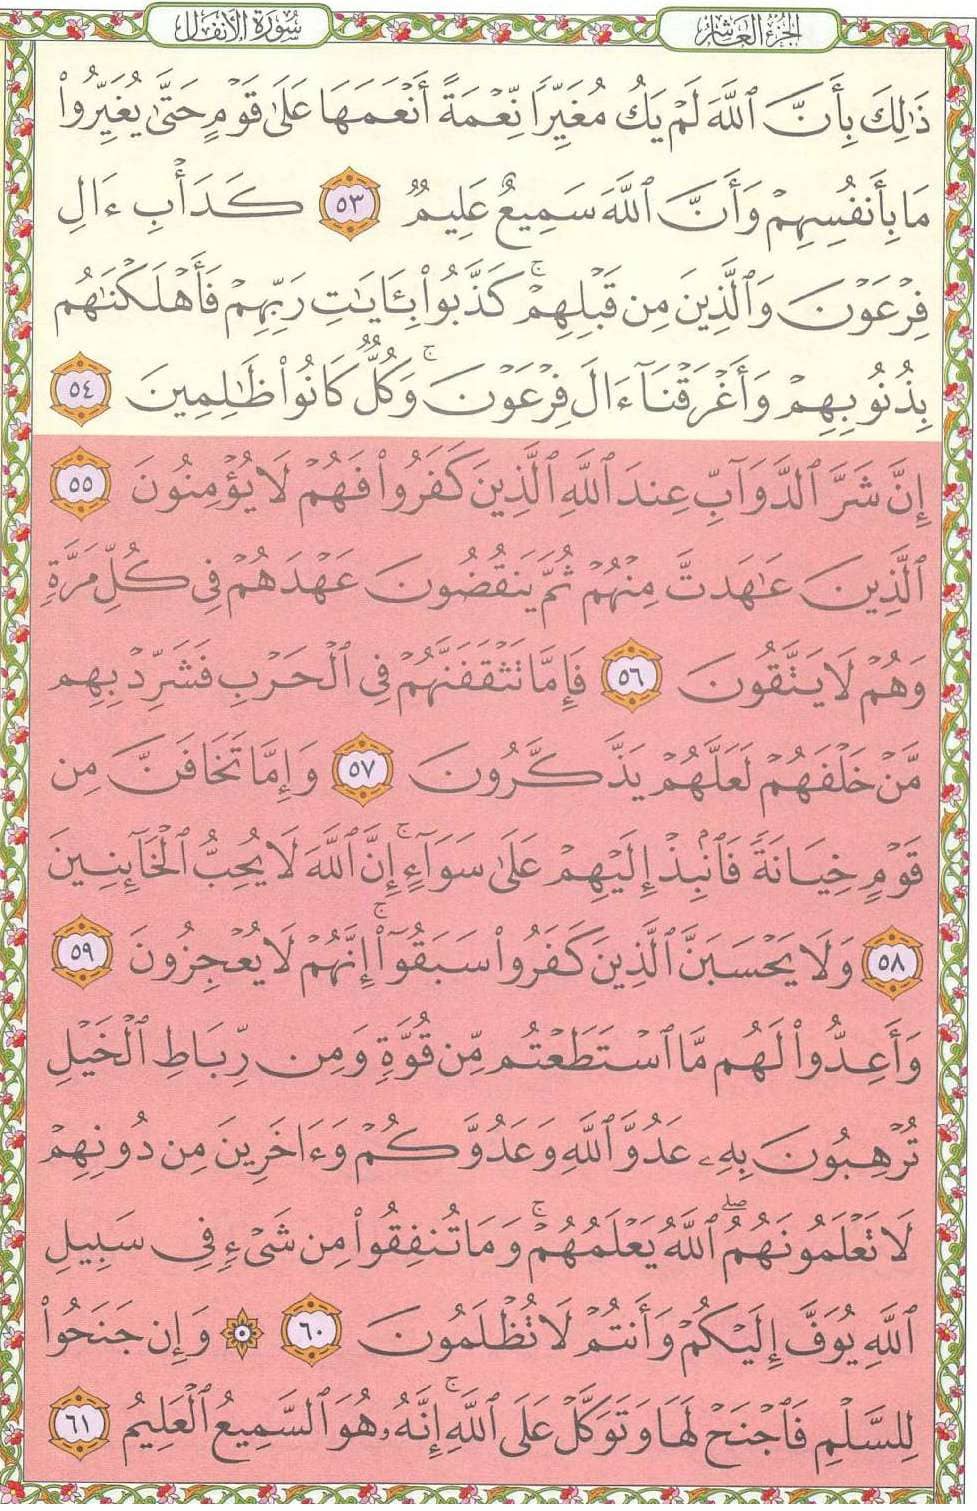 الجزء العاشر
سورة الأنفال
ذَٰلِكَ بِأَنَّ ٱللَّهَ لَمْ يَكُ مُغَيِّرًا نِّعْمَةً أَنْعَمَهَا عَلَىٰ قَوْمٍ حَتَّىٰ يُغَيِّرُوا۟
مَا بِأَنفُسِهِمْ وَأَنَّ ٱللَّهَ سَمِيعٌ عَلِيمٌ ٥٣ كَدَأْبِ ءَالِ
فِرْعَوْنَ وَٱلَّذِينَ مِن قَبْلِهِمْ ۚ كَذَّبُوا۟ بِـَٔايَٰتِ رَبِّهِمْ فَأَهْلَكْنَٰهُم
بِذُنُوبِهِمْ وَأَغْرَقْنَآ ءَالَ فِرْعَوْنَ ۚ وَكُلٌّ كَانُوا۟ ظَٰلِمِينَ ٥٤
إِنَّ شَرَّ ٱلدَّوَآبِّ عِندَ ٱللَّهِ ٱلَّذِينَ كَفَرُوا۟ فَهُمْ لَا يُؤْمِنُونَ ٥٥
ٱلَّذِينَ عَٰهَدتَّ مِنْهُمْ ثُمَّ يَنقُضُونَ عَهْدَهُمْ فِى كُلِّ مَرَّةٍ
وَهُمْ لَا يَتَّقُونَ ٥٦ فَإِمَّا تَثْقَفَنَّهُمْ فِى ٱلْحَرْبِ فَشَرِّدْ بِهِم
مَّنْ خَلْفَهُمْ لَعَلَّهُمْ يَذَّكَّرُونَ ٥٧ وَإِمَّا تَخَافَنَّ مِن
قَوْمٍ خِيَانَةً فَٱنۢبِذْ إِلَيْهِمْ عَلَىٰ سَوَآءٍ ۚ إِنَّ ٱللَّهَ لَا يُحِبُّ ٱلْخَآئِنِينَ
٥٨ وَلَا يَحْسَبَنَّ ٱلَّذِينَ كَفَرُوا۟ سَبَقُوٓا۟ ۚ إِنَّهُمْ لَا يُعْجِزُونَ ٥٩
وَأَعِدُّوا۟ لَهُم مَّا ٱسْتَطَعْتُم مِّن قُوَّةٍ وَمِن رِّبَاطِ ٱلْخَيْلِ
تُرْهِبُونَ بِهِۦ عَدُوَّ ٱللَّهِ وَعَدُوَّكُمْ وَءَاخَرِينَ مِن دُونِهِمْ
لَا تَعْلَمُونَهُمُ ۖ ٱللَّهُ يَعْلَمُهُمْ ۚ وَمَا تُنفِقُوا۟ مِن شَىْءٍ فِى سَبِيلِ
ٱللَّهِ يُوَفَّ إِلَيْكُمْ وَأَنتُمْ لَا تُظْلَمُونَ ٦٠ ۞ وَإِن جَنَحُوا۟
لِلسَّلْمِ فَٱجْنَحْ لَهَا وَتَوَكَّلْ عَلَى ٱللَّهِ ۚ إِنَّهُۥ هُوَ ٱلسَّمِيعُ ٱلْعَلِيمُ ٦١